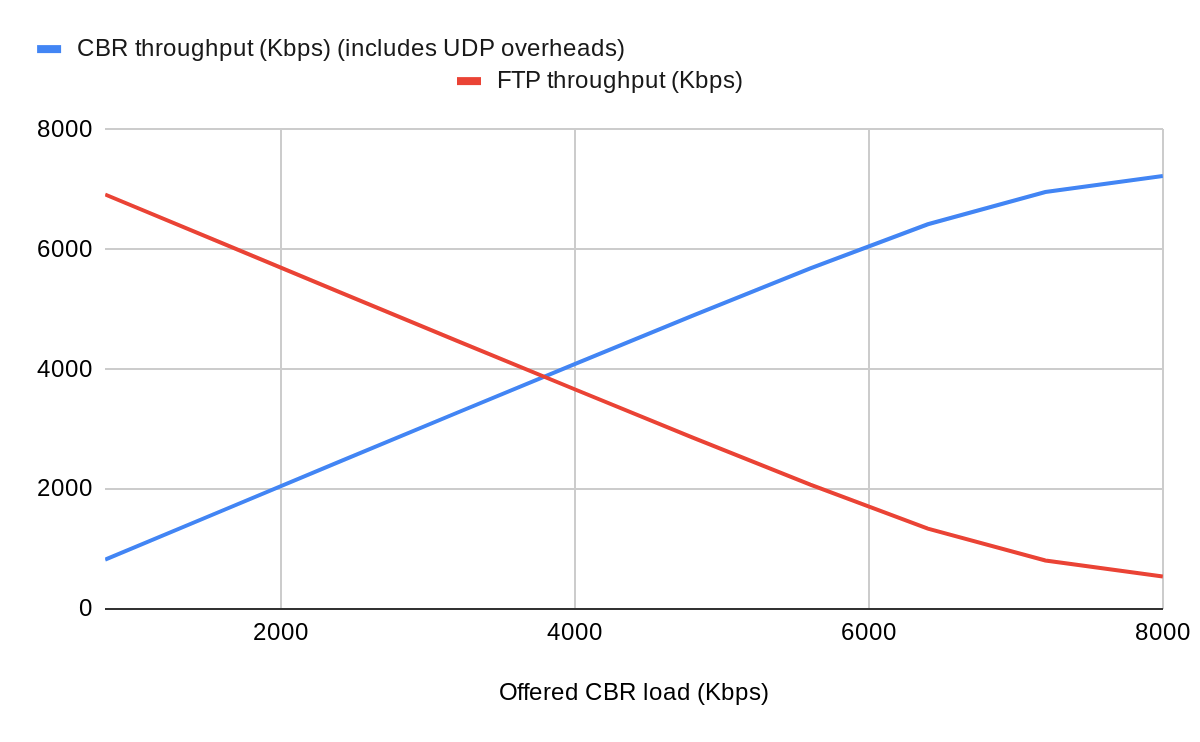 CBR throughput (Kbps) (includes UDP overheads)
FTP throughput (Kbps)
8000
6000
4000
2000
0
2000 4000 6000 8000
Offered CBR load (Kbps)